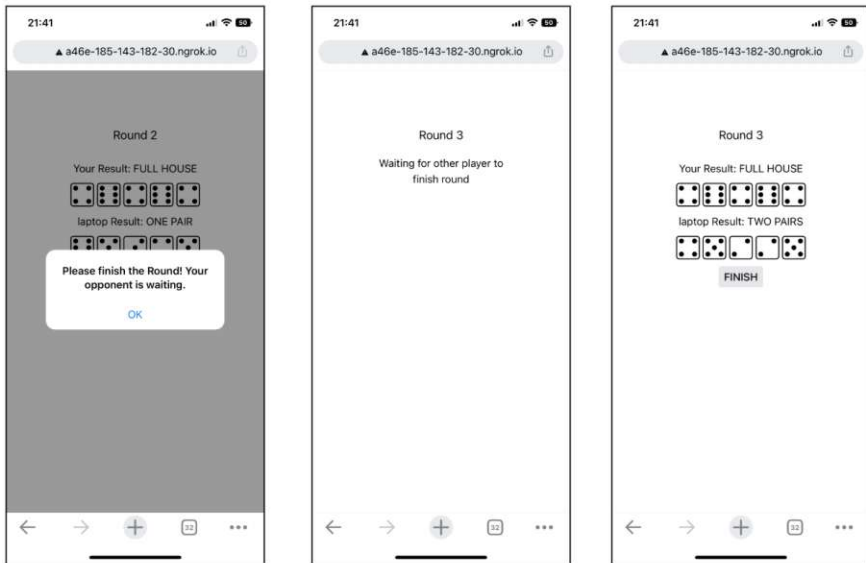 21:41
50
a46e-185-143-182-30.ngrok.io
Round 2
Your Result: FULL HOUSE
laptop Result: ONE PAIR
Please finish the Round! Your
opponent is waiting.
OK
32
21:41
50
a46e-185-143-182-30.ngrok.io
Round 3
Waiting for other player to
finish round
32
21:41
50
a46e-185-143-182-30.ngrok.io
Round 3
Your Result: FULL HOUSE
laptop Result: TWO PAIRS
FINISH
32